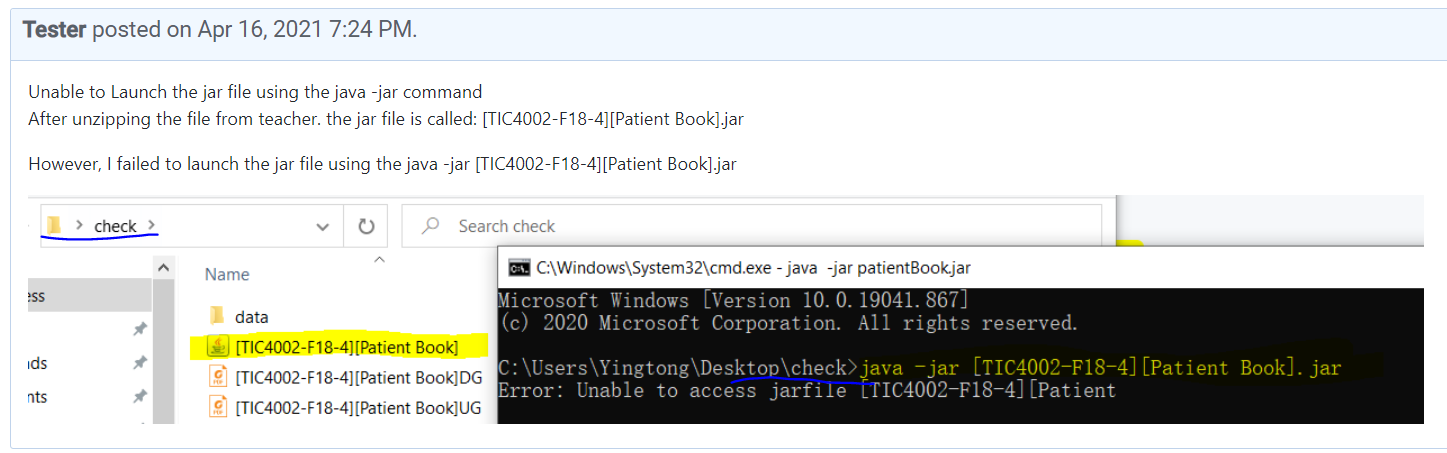 Tester posted on Apr 16, 2021 7:24 PM.
Unable to Launch the jar file using the java -jar command
After unzipping the file from teacher. the jar file is called: [TIC4002-F18-4][Patient Book].jar
However, I failed to launch the jar file using the java -jar [TIC4002-F18-4][Patient Book].jar
check
Search check
Name
ess
data
[TIC4002-F18-4][Patient Book]
ds
[TIC4002-F18-4][Patient Book]DG
nts
[TIC4002-F18-4][Patient Book]UG
C:\Windows\System32\cmd.exe - java  -jar patientBook.jar
Microsoft Windows [Version 10.0.19041.867]
(c) 2020 Microsoft Corporation. All rights reserved.
C:\Users\Yingtong\Desktop\check>java -jar [TIC4002-F18-4][Patient Book].jar
Error: Unable to access jarfile [TIC4002-F18-4][Patient